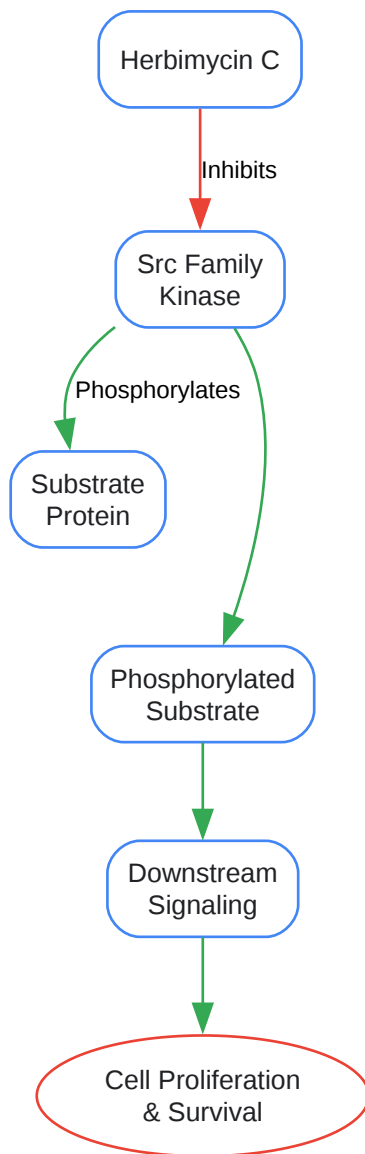 Herbimycin C
Inhibits
Src Family
Kinase
Phosphorylates
Substrate
Protein
Phosphorylated
Substrate
Downstream
Signaling
Cell Proliferation
& Survival